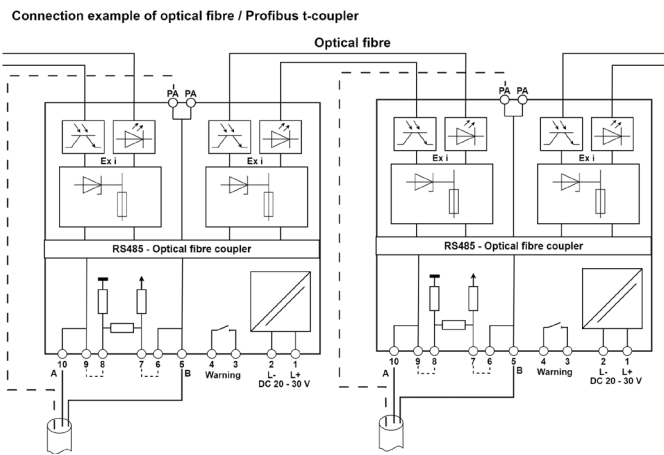 Connection example of optical fibre / Profibus t-coupler
Optical fibre
PA PA
PA PA
Ex i
Ex i
Ex i
Ex i
RS485 - Optical fibre coupler
RS485 - Optical fibre coupler
10 9 8 7 6 5 4 3 2 1
A B Warning L- L+
DC 20 - 30 V
10 9 8 7 6 5 4 3 2 1
A B Warning L- L+
DC 20 - 30 V